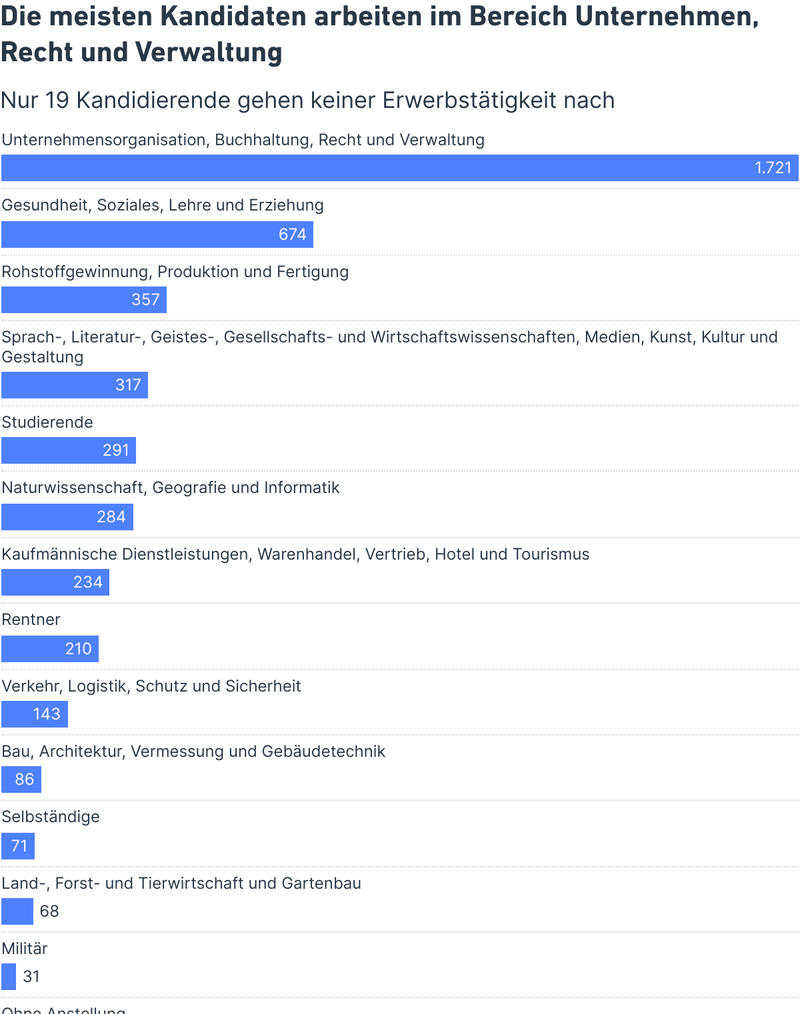 Die meisten Kandidaten arbeiten im Bereich Unternehmen,
Recht und Verwaltung
Nur 19 Kandidierende gehen keiner Erwerbstätigkeit nach
Unternehmensorganisation, Buchhaltung, Recht und Verwaltung
1.721
Gesundheit, Soziales, Lehre und Erziehung
674
Rohstoffgewinnung, Produktion und Fertigung
357
Sprach-, Literatur-, Geistes-, Gesellschafts- und Wirtschaftswissenschaften, Medien, Kunst, Kultur und
Gestaltung
317
Studierende
291
Naturwissenschaft, Geografie und Informatik
284
Kaufmännische Dienstleistungen, Warenhandel, Vertrieb, Hotel und Tourismus
234
Rentner
210
Verkehr, Logistik, Schutz und Sicherheit
143
Bau, Architektur, Vermessung und Gebäudetechnik
86
Selbständige
71
Land-, Forst- und Tierwirtschaft und Gartenbau
68
Militär
31
Ohne Anstellung